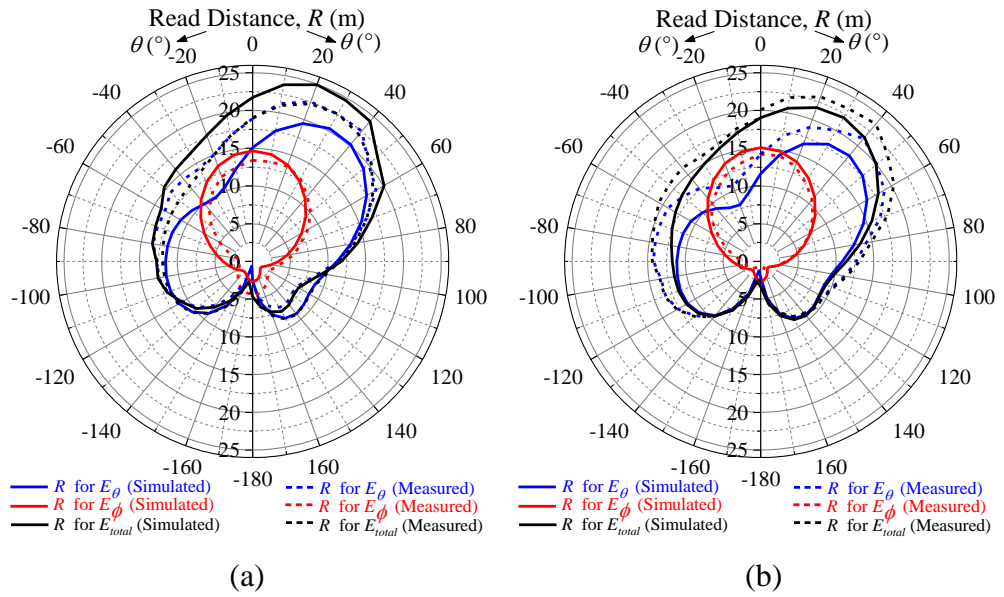 Read Distance, R (m)
θ (°) θ (°)
-20 0 20
-40 40
-60 60
-80 80
-100 100
-120 120
-140 140
-160 160
-180
25
20
15
10
5
0
5
10
15
20
25
R for Eθ (Simulated) R for Eθ (Measured)
R for Eϕ (Simulated) R for Eϕ (Measured)
R for Etotal (Simulated) R for Etotal (Measured)
(a)
Read Distance, R (m)
θ (°) θ (°)
-20 0 20
-40 40
-60 60
-80 80
-100 100
-120 120
-140 140
-160 160
-180
25
20
15
10
5
0
5
10
15
20
25
R for Eθ (Simulated) R for Eθ (Measured)
R for Eϕ (Simulated) R for Eϕ (Measured)
R for Etotal (Simulated) R for Etotal (Measured)
(b)